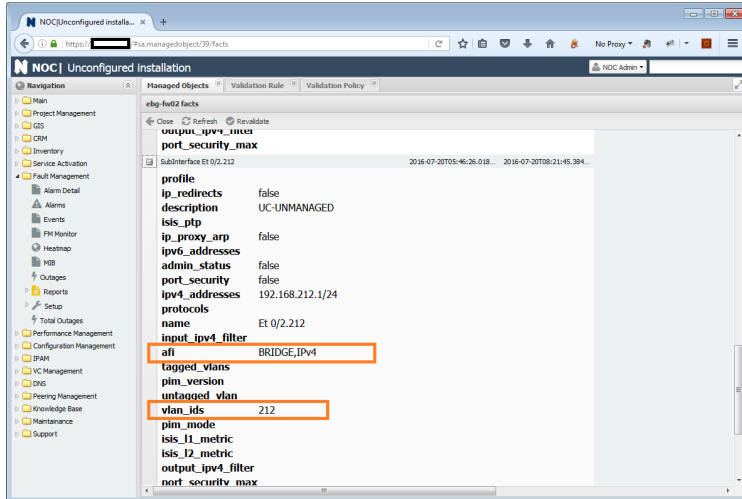 NOC|Unconfigured installa...
https://
/#sa.managedobject/39/facts
No Proxy
NOC| Unconfigured installation
NOC Admin
Navigation
Main
Project Management
GIS
CRM
Inventory
Service Activation
Fault Management
Alarm Detail
Alarms
Events
FM Monitor
Heatmap
MIB
Outages
Reports
Setup
Total Outages
Performance Management
Configuration Management
IPAM
VC Management
DNS
Peering Management
Knowledge Base
Maintainance
Support
Managed Objects
Validation Rule
Validation Policy
ebg-fw02 facts
Close Refresh Revalidate
output_ipv4_filter
port_security_max
SubInterface Et 0/2.212 2016-07-20T05:46:26.018... 2016-07-20T08:21:45.384...
profile
ip_redirects false
description UC-UNMANAGED
isis_ptp
ip_proxy_arp false
ipv6_addresses
admin_status false
port_security false
ipv4_addresses 192.168.212.1/24
protocols
name Et 0/2.212
input_ipv4_filter
afi BRIDGE,IPv4
tagged_vlans
pim_version
untagged_vlan
vlan_ids 212
pim_mode
isis_l1_metric
isis_l2_metric
output_ipv4_filter
port_security_max